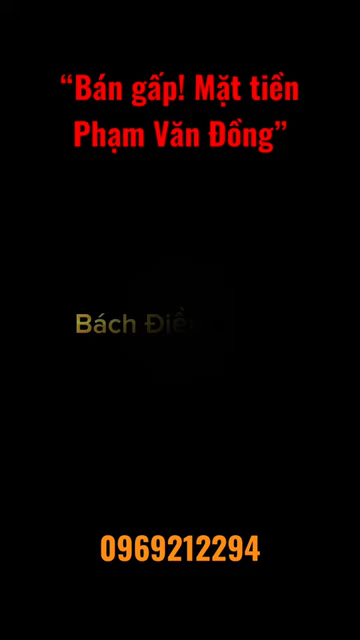 “Bán gấp! Mặt tiền
Phạm Văn Đồng”
Bách
0969212294